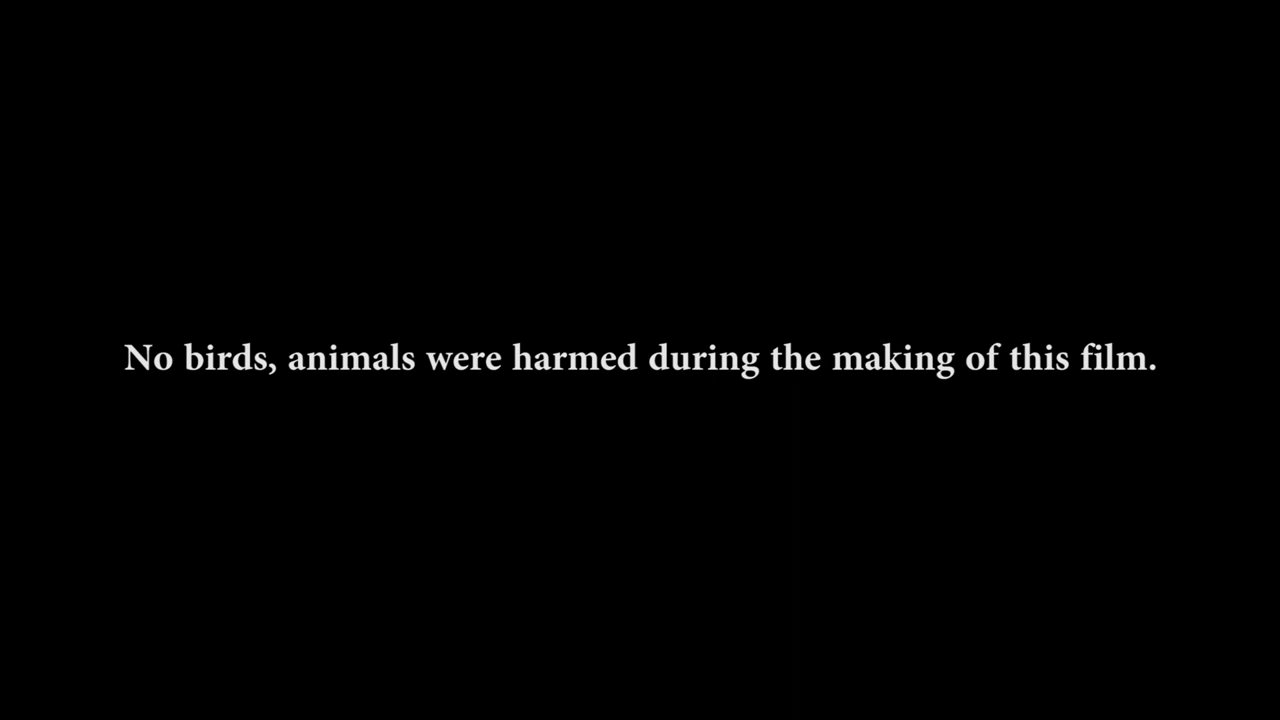 No birds, animals were harmed during the making of this film.